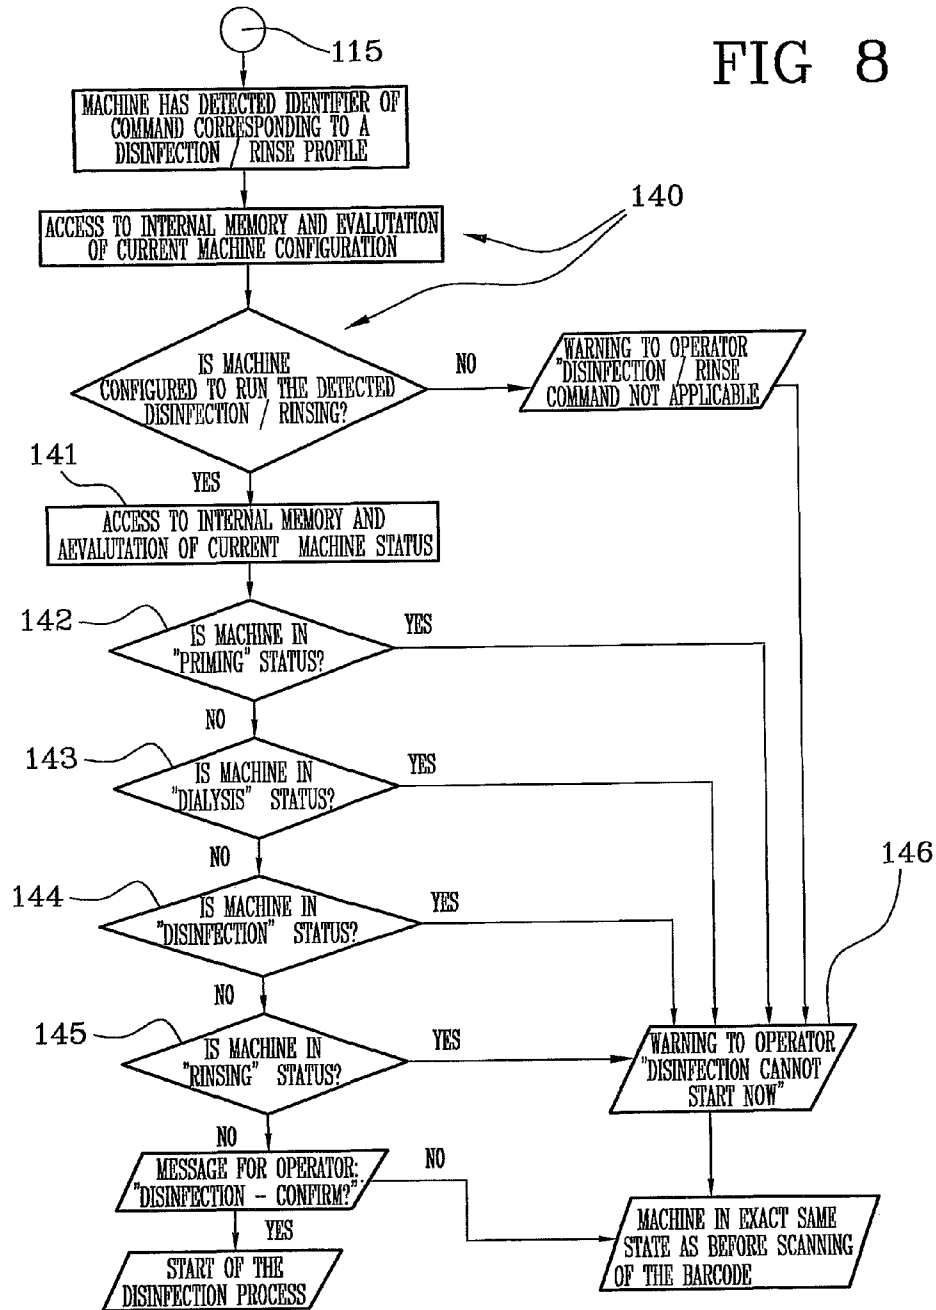 115
FIG 8
MACHINE HAS DETECTED IDENTIFIER OF
COMMAND CORRESPONDING TO A
DISINFECTION / RINSE PROFILE
140
ACCESS TO INTERNAL MEMORY AND EVALUTATION
OF CURRENT MACHINE CONFIGURATION
IS MACHINE
CONFIGURED TO RUN THE DETECTED
DISINFECTION / RINSING?
NO
WARNING TO OPERATOR
"DISINFECTION / RINSE
COMMAND NOT APPLICABLE
YES
141
ACCESS TO INTERNAL MEMORY AND
AEVALUTATION OF CURRENT MACHINE STATUS
142
IS MACHINE IN
"PRIMING" STATUS?
YES
NO
143
IS MACHINE IN
"DIALYSIS" STATUS?
YES
NO
144
IS MACHINE IN
"DISINFECTION" STATUS?
YES
146
NO
145
IS MACHINE IN
"RINSING" STATUS?
YES
WARNING TO OPERATOR
"DISINFECTION CANNOT
START NOW"
NO
MESSAGE FOR OPERATOR:
"DISINFECTION - CONFIRM?"
NO
YES
MACHINE IN EXACT SAME
STATE AS BEFORE SCANNING
OF THE BARCODE
START OF THE
DISINFECTION PROCESS